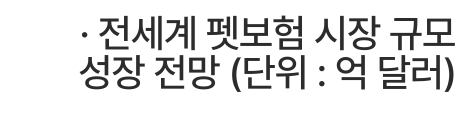 · 전세계 펫보험 시장 규모
성장 전망 (단위 : 억 달러)